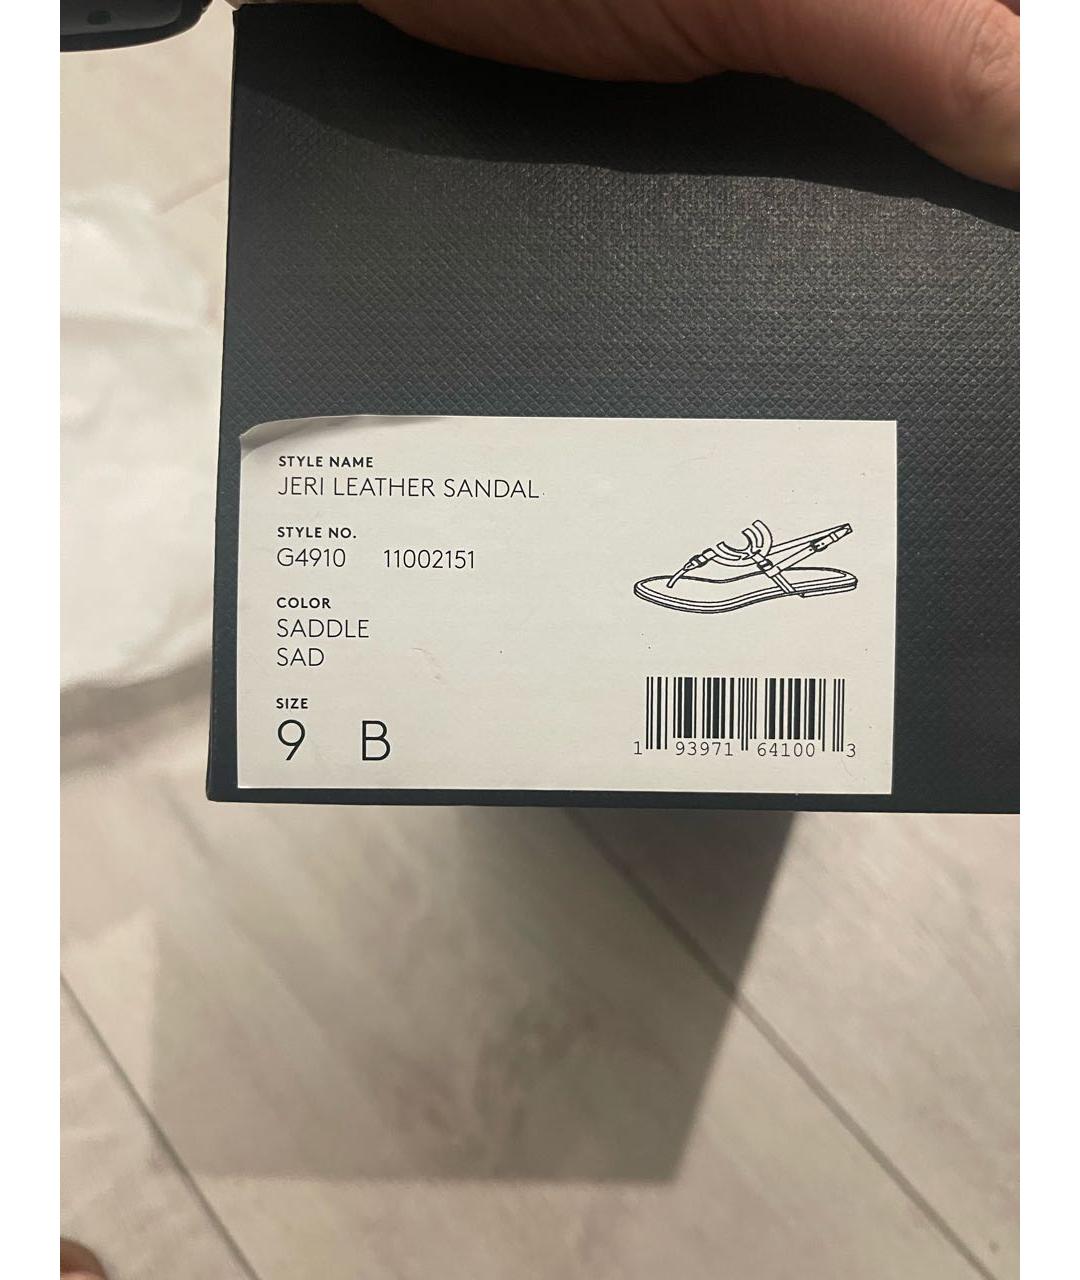 STYLE NAME
JERI LEATHER SANDAL
STYLE NO.
G4910 11002151
COLOR
SADDLE
SAD
SIZE
9 B
1 93971 64100 3